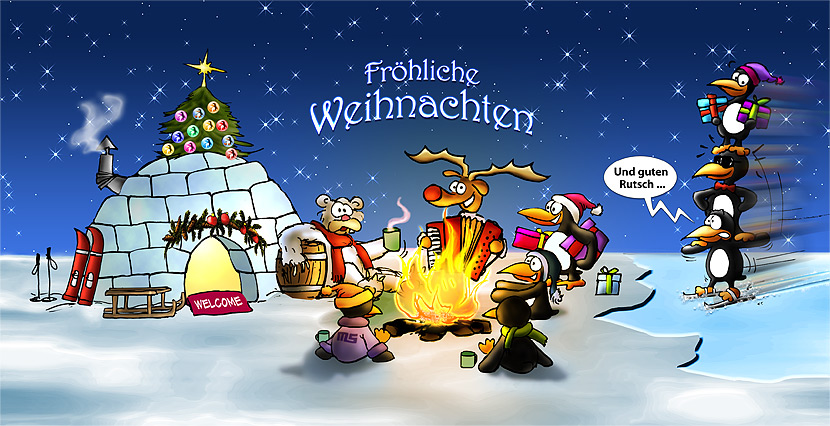 Fröhliche
Weihnachten
Und guten
Rutsch ...
WELCOME
MS